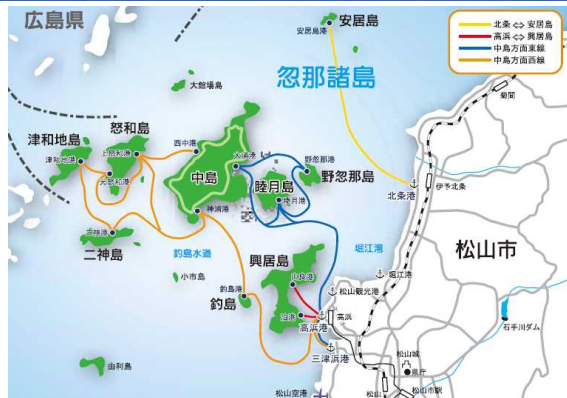 広島県
安居島
安居島港
北条 ⇔ 安居島
高浜 ⇔ 興居島
中島方面東線
中島方面西線
忽那諸島
大館場島
菊間
怒和島
津和地島
西中港
上怒和港
津和地港
元怒和港
大浦港
野忽那港
中島
睦月島
野忽那島
睦月港
北条港
伊予北条
神浦港
二神港
二神島
釣島水道
興居島
堀江湾
松山市
小市島
釣島港
釣島
由良港
泊港
松山観光港
堀江港
高浜
高浜港
石手川ダム
三津浜港
由利島
松山城
県庁
松山市駅
松山
松山空港